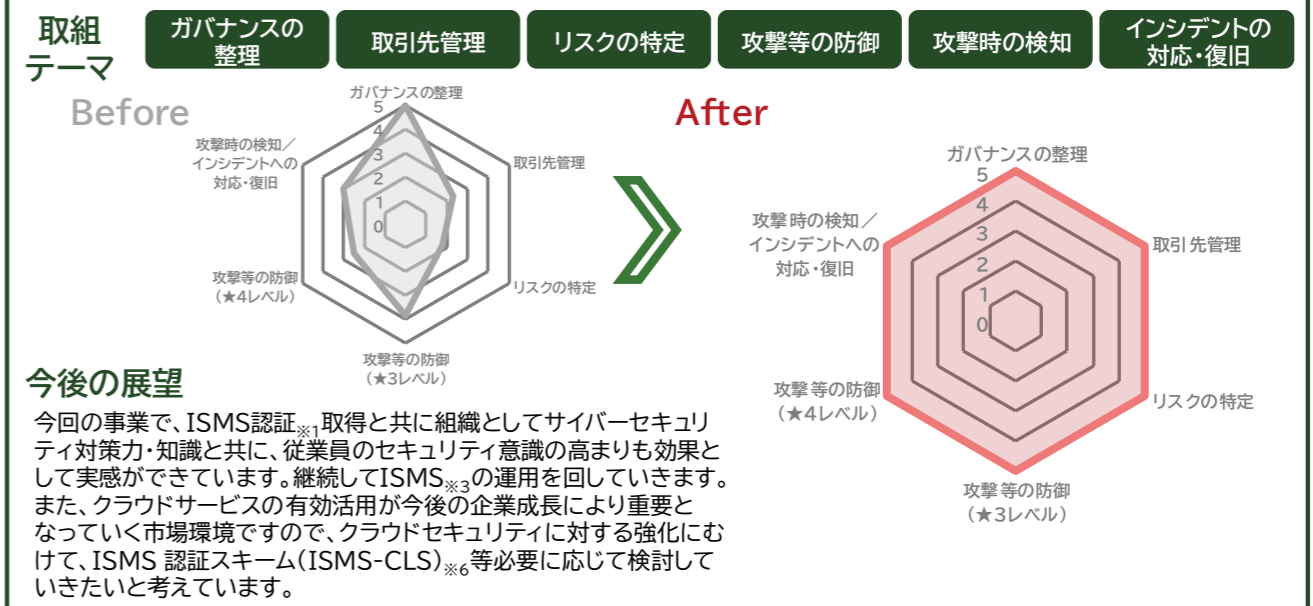 取組
テーマ
ガバナンスの
整理
取引先管理
リスクの特定
攻撃等の防御
攻撃時の検知
インシデントの
対応・復旧
Before
ガバナンスの整理
5
4
3
2
1
0
取引先管理
リスクの特定
攻撃等の防御
(★3レベル)
攻撃等の防御
(★4レベル)
攻撃時の検知/
インシデントへの
対応・復旧
After
ガバナンスの整理
5
4
3
2
1
0
取引先管理
リスクの特定
攻撃等の防御
(★3レベル)
攻撃等の防御
(★4レベル)
攻撃時の検知/
インシデントへの
対応・復旧
今後の展望
今回の事業で、ISMS認証※1取得と共に組織としてサイバーセキュリ
ティ対策力・知識と共に、従業員のセキュリティ意識の高まりも効果と
して実感ができています。継続してISMS※3の運用を回していきます。
また、クラウドサービスの有効活用が今後の企業成長により重要と
なっていく市場環境ですので、クラウドセキュリティに対する強化にむ
けて、ISMS 認証スキーム(ISMS-CLS)※6等必要に応じて検討して
いきたいと考えています。